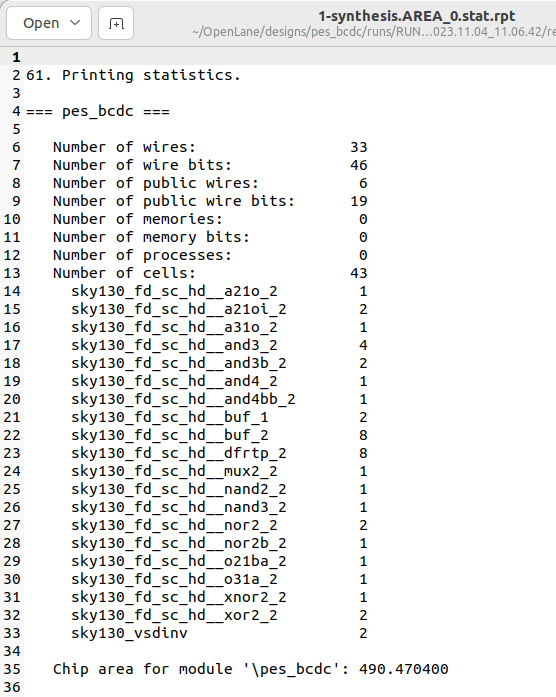 Open
1-synthesis.AREA_0.stat.rpt
~/OpenLane/designs/pes_bcdc/runs/RUN...023.11.04_11.06.42/re
1
2 61. Printing statistics.
3
4 === pes_bcdc ===
5
6 Number of wires: 33
7 Number of wire bits: 46
8 Number of public wires: 6
9 Number of public wire bits: 19
10 Number of memories: 0
11 Number of memory bits: 0
12 Number of processes: 0
13 Number of cells: 43
14 sky130_fd_sc_hd__a21o_2 1
15 sky130_fd_sc_hd__a21oi_2 2
16 sky130_fd_sc_hd__a31o_2 1
17 sky130_fd_sc_hd__and3_2 4
18 sky130_fd_sc_hd__and3b_2 2
19 sky130_fd_sc_hd__and4_2 1
20 sky130_fd_sc_hd__and4bb_2 1
21 sky130_fd_sc_hd__buf_1 2
22 sky130_fd_sc_hd__buf_2 8
23 sky130_fd_sc_hd__dfrtp_2 8
24 sky130_fd_sc_hd__mux2_2 1
25 sky130_fd_sc_hd__nand2_2 1
26 sky130_fd_sc_hd__nand3_2 1
27 sky130_fd_sc_hd__nor2_2 2
28 sky130_fd_sc_hd__nor2b_2 1
29 sky130_fd_sc_hd__o21ba_2 1
30 sky130_fd_sc_hd__o31a_2 1
31 sky130_fd_sc_hd__xnor2_2 1
32 sky130_fd_sc_hd__xor2_2 2
33 sky130_vsdinv 2
34
35 Chip area for module '\pes_bcdc': 490.470400
36